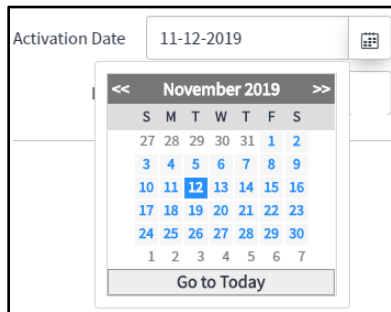 Activation Date 11-12-2019
<< November 2019 >>
S M T W T F S
27 28 29 30 31 1 2
3 4 5 6 7 8 9
10 11 12 13 14 15 16
17 18 19 20 21 22 23
24 25 26 27 28 29 30
1 2 3 4 5 6 7
Go to Today